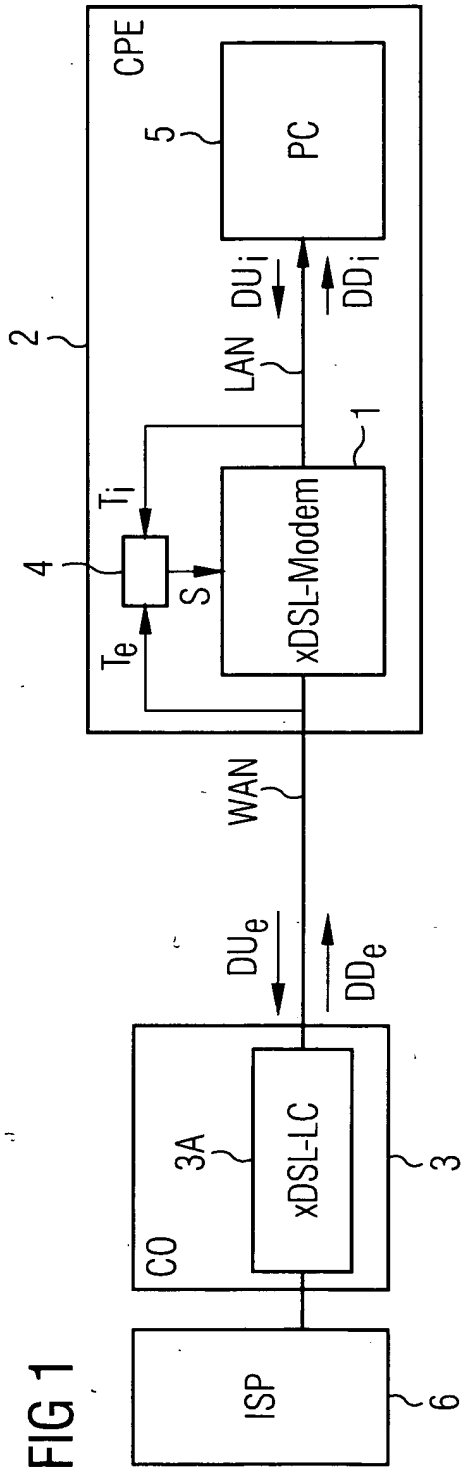 FIG 1
ISP
6
CO
3A
xDSL-LC
3
DUe
DDe
WAN
2
CPE
Te
4
Ti
S
xDSL-Modem
1
LAN
DUi
DDi
5
PC